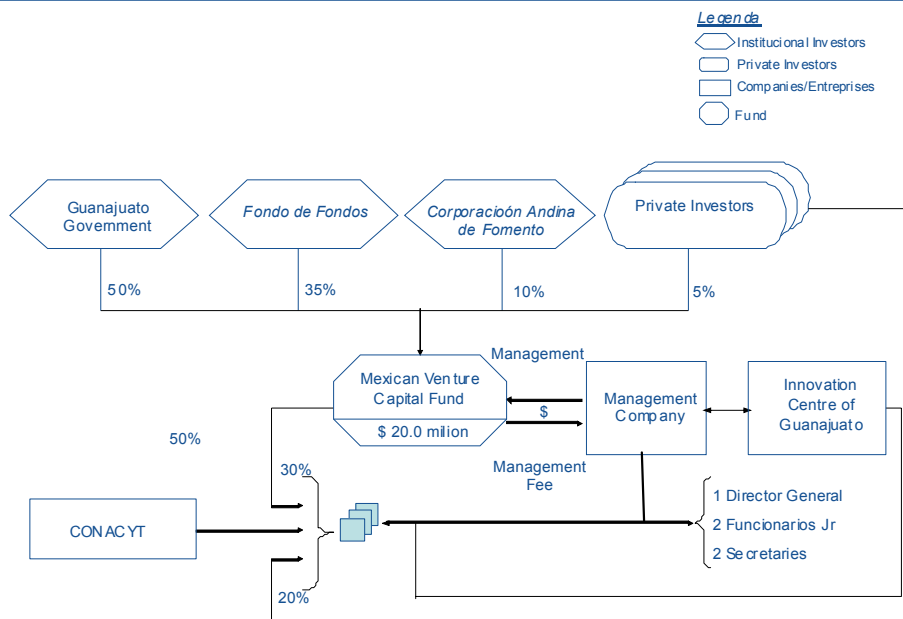 Legenda
Institutional Investors
Private Investors
Companies/Entreprises
Fund
Guanajuato
Government
Fondo de Fondos
Corporacioón Andina
de Fomento
Private Investors
50%
35%
10%
5%
Management
Mexican Venture
Capital Fund
$ 20.0 milion
$
Management
Company
Innovation
Centre of
Guanajuato
50%
Management
Fee
30%
CONACYT
1 Director General
2 Funcionarios Jr
2 Secretaries
20%